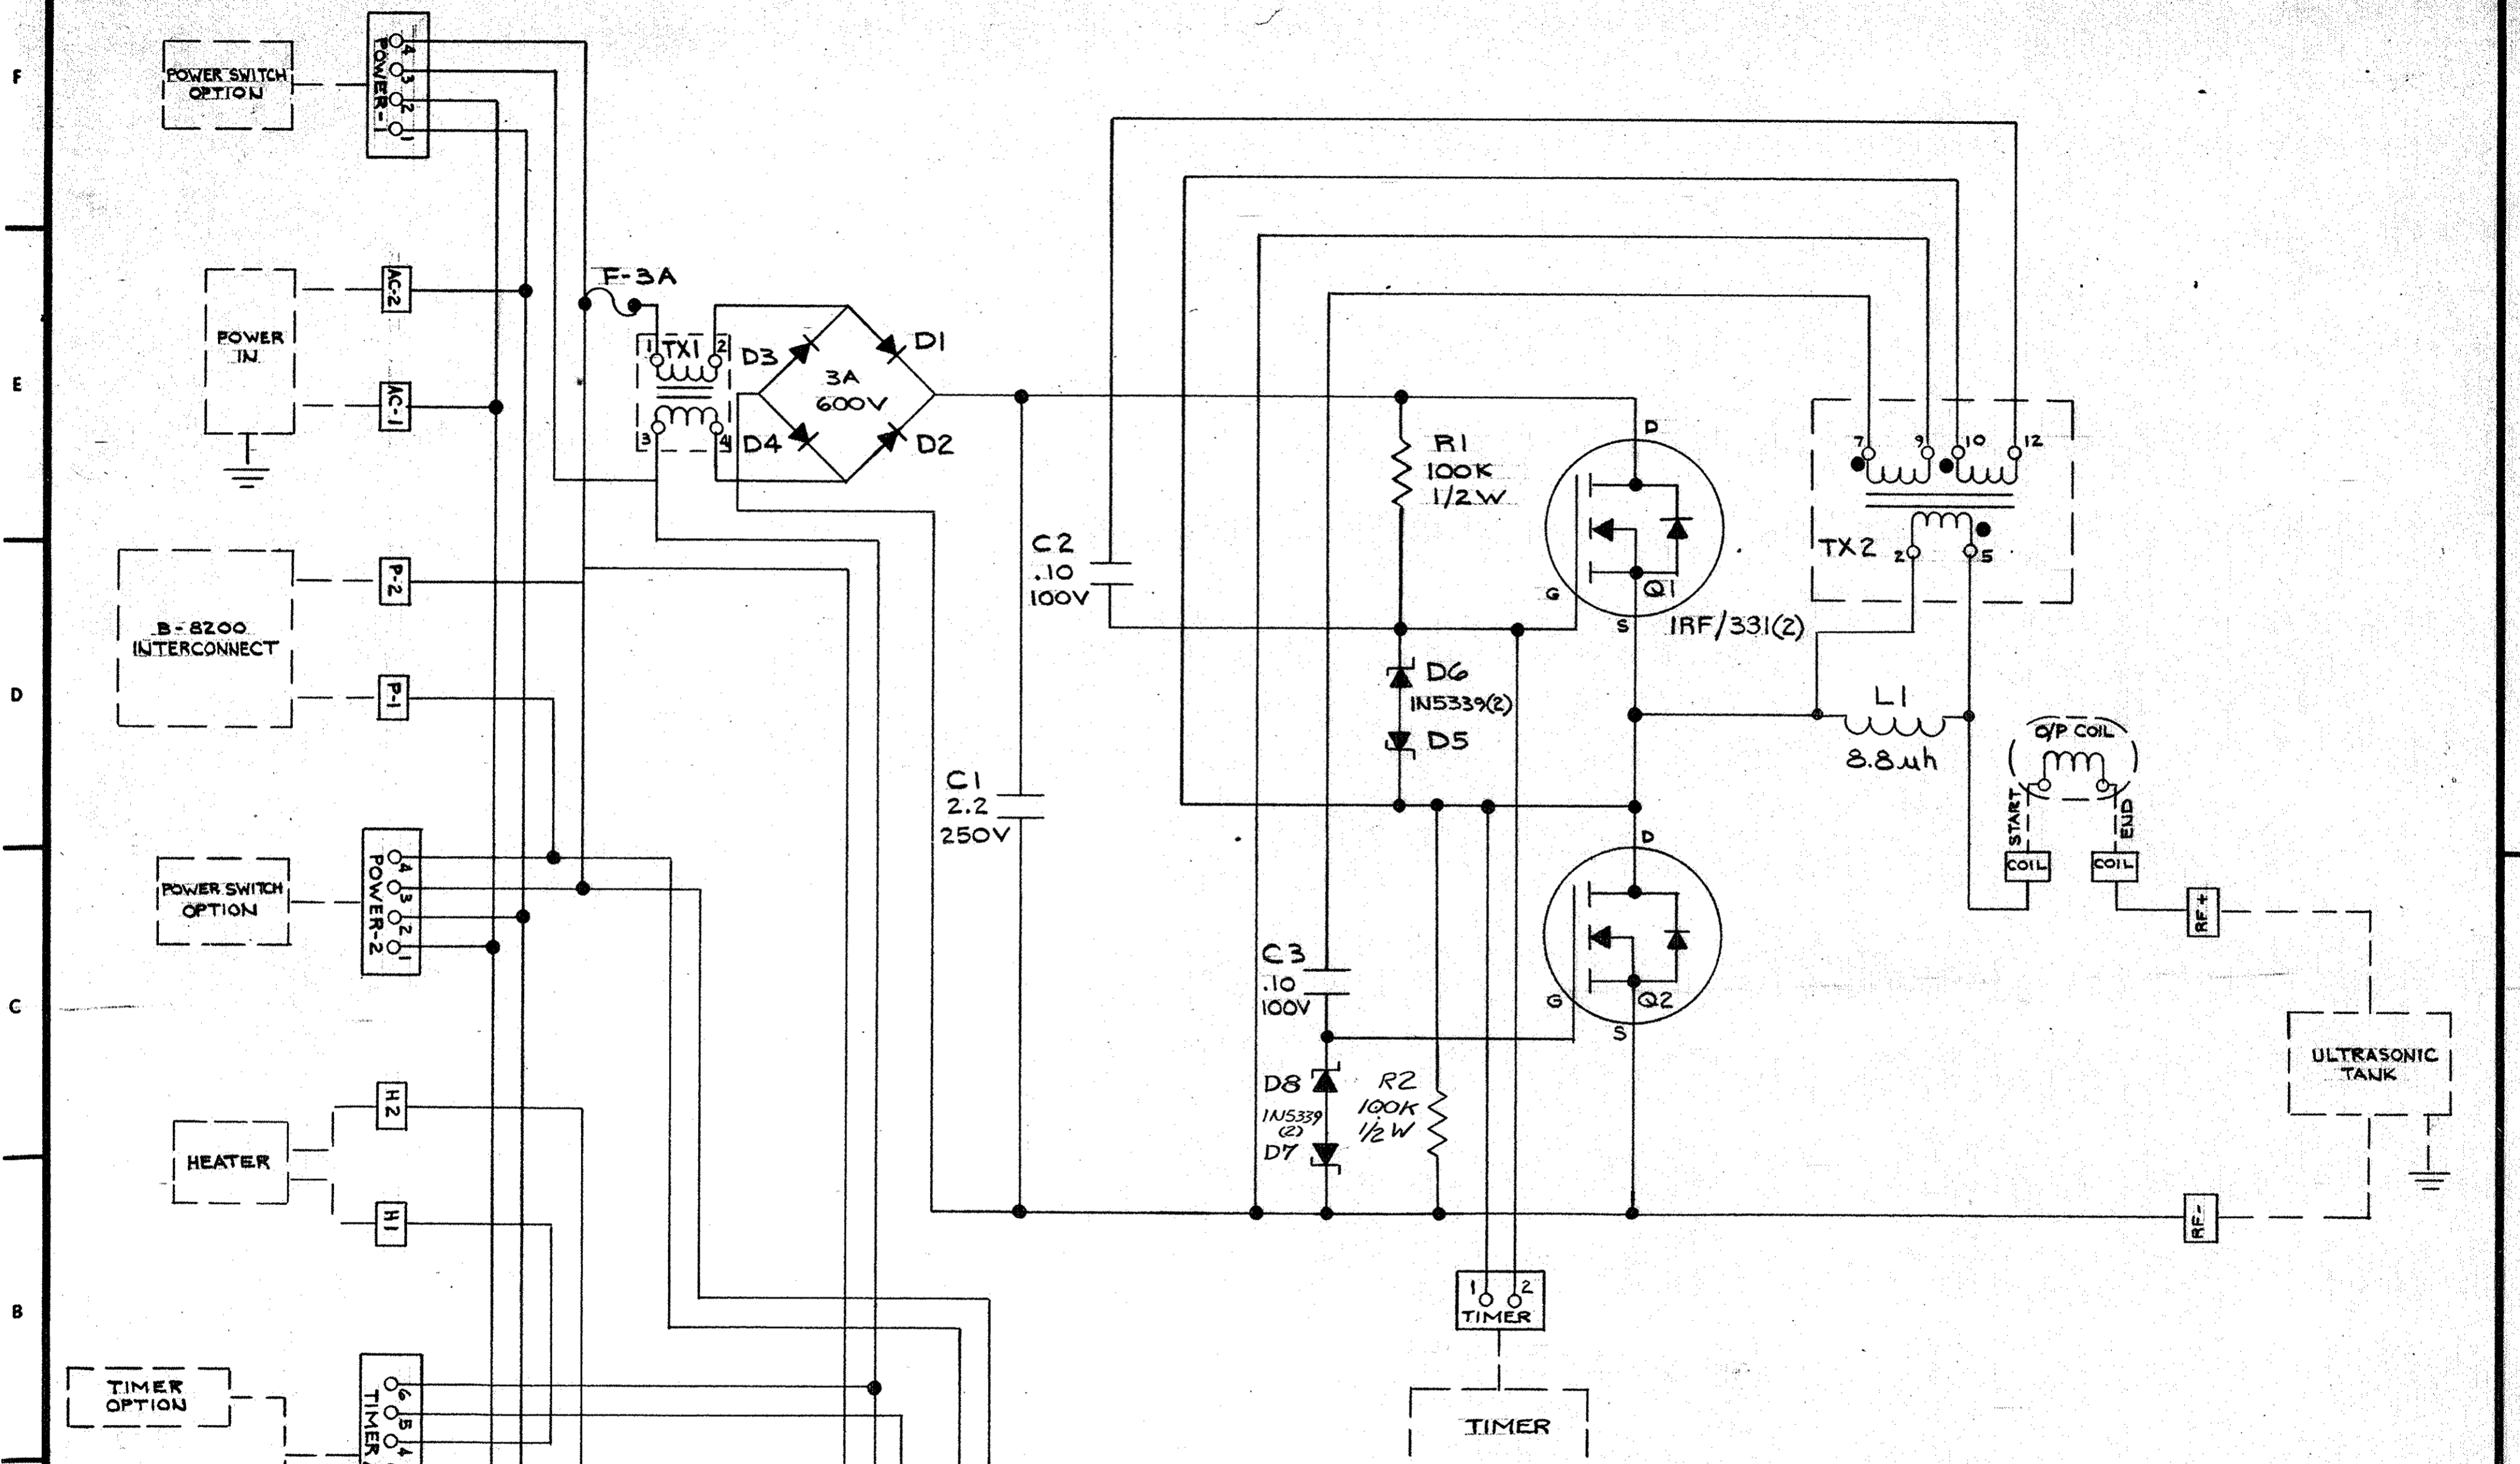 F
E
D
C
B
POWER SWITCH
OPTION
POWER-1
4
3
2
1
POWER
IN
AC-2
AC-1
F-3A
1
TX1
2
3
4
D3
D1
3A
600V
D4
D2
B-8200
INTERCONNECT
P-2
P-1
POWER SWITCH
OPTION
POWER-2
4
3
2
1
HEATER
H2
H1
TIMER
OPTION
TIMER
6
5
4
C1
2.2
250V
C2
.10
100V
R1
100K
1/2W
D
G
S
Q1
IRF/331(2)
D6
1N5339(2)
D5
7
9
10
12
TX2
2
5
L1
8.8µh
O/P COIL
START
END
COIL
COIL
RF+
D
G
S
Q2
C3
.10
100V
D8
1N5339
(2)
D7
R2
100K
1/2W
ULTRASONIC
TANK
RF-
1
2
TIMER
TIMER